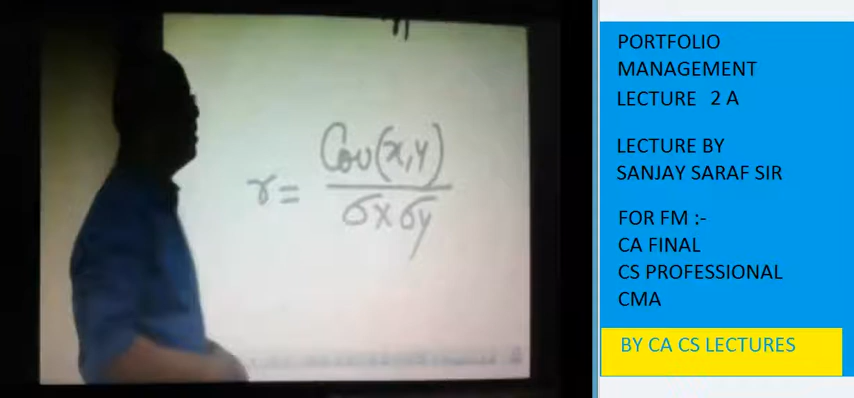 r = Cov(x,y)
σx σy
PORTFOLIO
MANAGEMENT
LECTURE 2 A
LECTURE BY
SANJAY SARAF SIR
FOR FM :-
CA FINAL
CS PROFESSIONAL
CMA
BY CA CS LECTURES